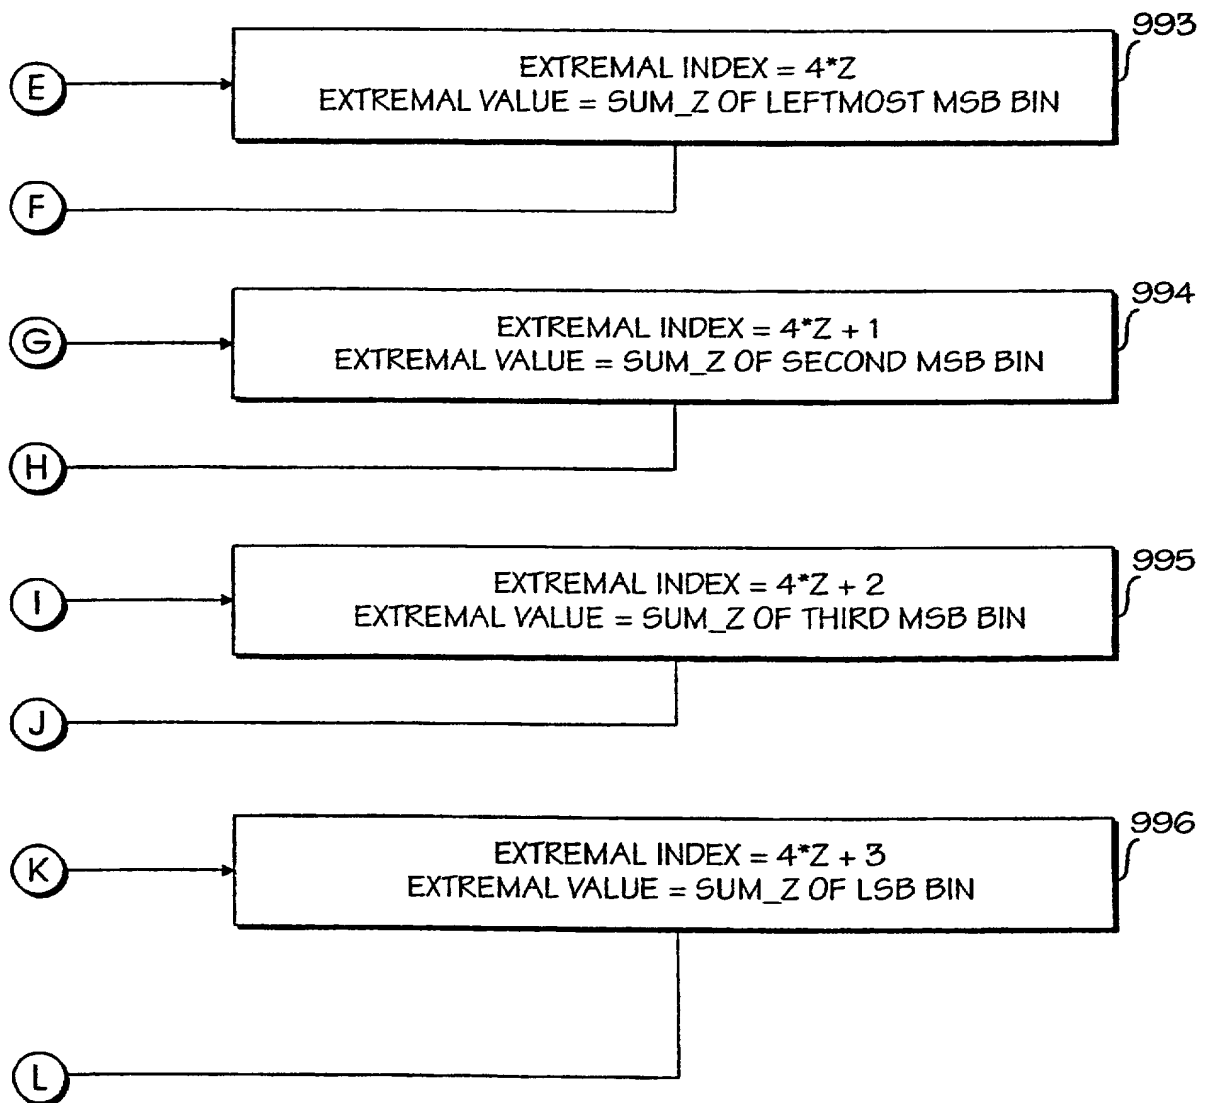 993
E
EXTREMAL INDEX = 4*Z
EXTREMAL VALUE = SUM_Z OF LEFTMOST MSB BIN
F
994
G
EXTREMAL INDEX = 4*Z + 1
EXTREMAL VALUE = SUM_Z OF SECOND MSB BIN
H
995
I
EXTREMAL INDEX = 4*Z + 2
EXTREMAL VALUE = SUM_Z OF THIRD MSB BIN
J
996
K
EXTREMAL INDEX = 4*Z + 3
EXTREMAL VALUE = SUM_Z OF LSB BIN
L